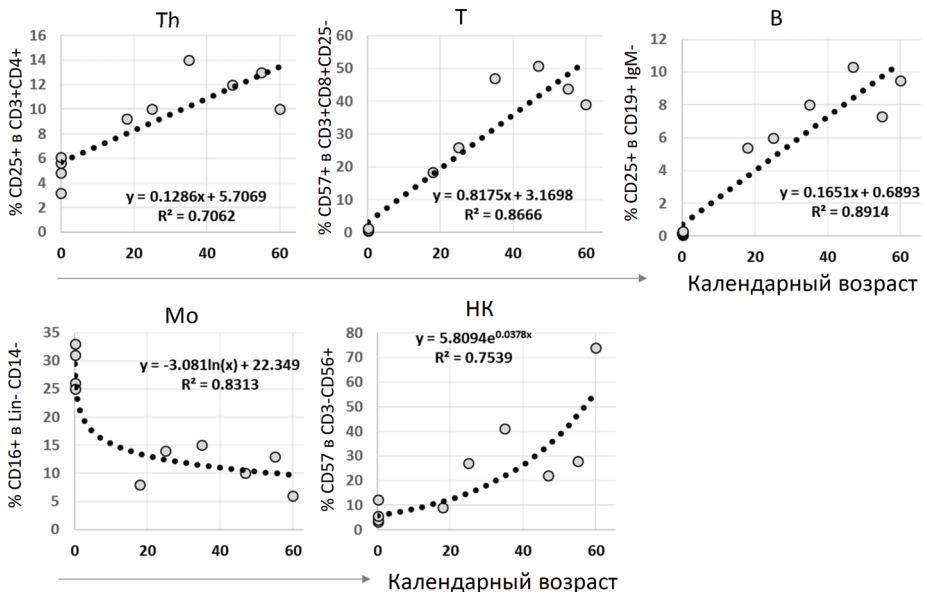 Th
% CD25+ в CD3+CD4+
16
14
12
10
8
6
4
2
0
y = 0.1286x + 5.7069
R² = 0.7062
0 20 40 60
T
% CD57+ в CD3+CD8+CD25-
60
50
40
30
20
10
0
y = 0.8175x + 3.1698
R² = 0.8666
0 20 40 60
B
% CD25+ в CD19+ IgM-
12
10
8
6
4
2
0
y = 0.1651x + 0.6893
R² = 0.8914
0 20 40 60
Календарный возраст
Mo
% CD16+ в Lin- CD14-
35
30
25
20
15
10
5
0
y = -3.081ln(x) + 22.349
R² = 0.8313
0 20 40 60
НК
% CD57 в CD3-CD56+
80
70
60
50
40
30
20
10
0
y = 5.8094e^0.0378x
R² = 0.7539
0 20 40 60
Календарный возраст